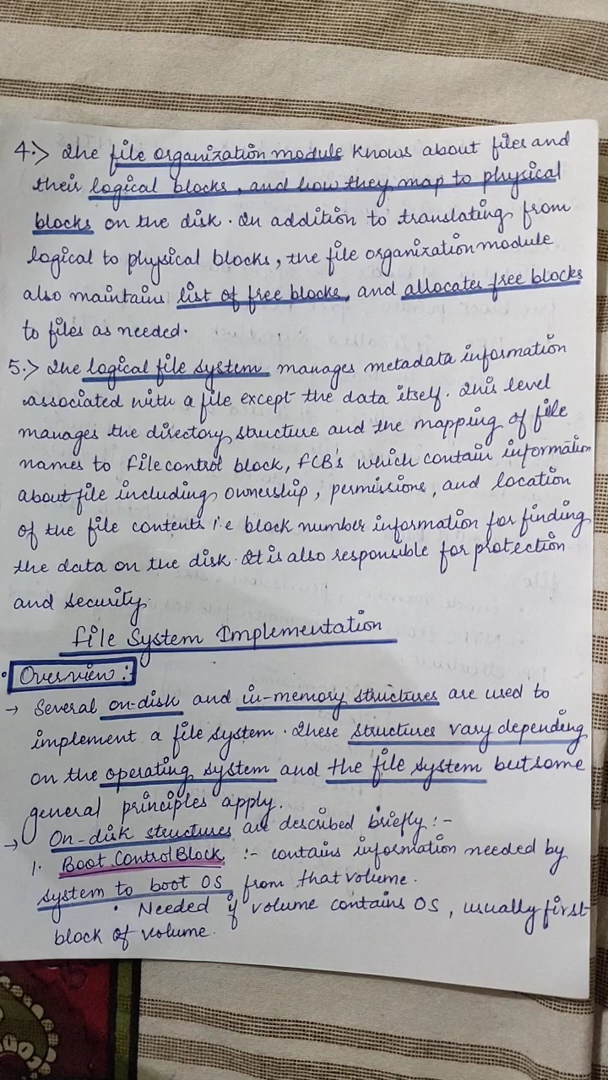 4.> The file organization module knows about files and
their logical blocks, and how they map to physical
blocks on the disk. In addition to translating from
logical to physical blocks, the file organization module
also maintains list of free blocks, and allocates free blocks
to files as needed.
5.> The logical file system manages metadata information
associated with a file except the data itself. This level
manages the directory structure and the mapping of file
names to file control block, FCB's which contain information
about file including ownership, permissions, and location
of the file contents i.e block number information for finding
the data on the disk. It is also responsible for protection
and security.
File System Implementation
• Overview:
→ Several on-disk and in-memory structures are used to
implement a file system. These structures vary depending
on the operating system and the file system but some
general principles apply.
→ On-disk structures are described briefly :-
1. Boot Control Block :- contains information needed by
system to boot OS from that volume.
• Needed if volume contains OS, usually first
block of volume.